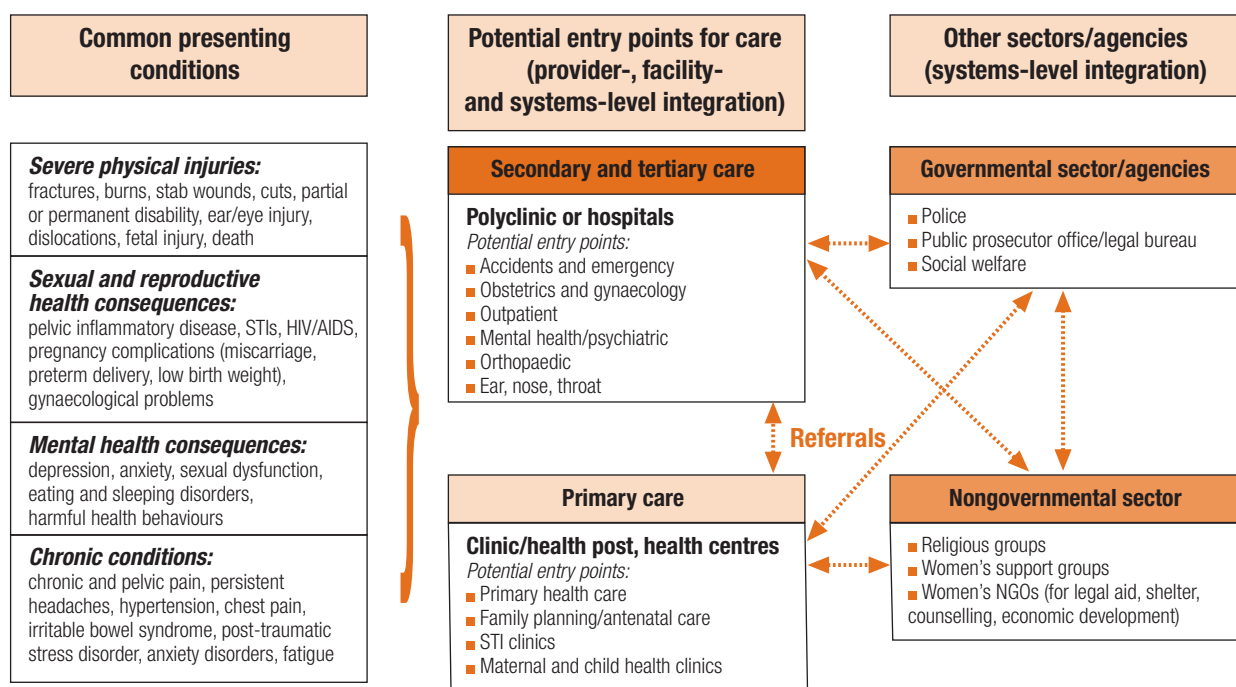 Common presenting
conditions
Severe physical injuries:
fractures, burns, stab wounds, cuts, partial
or permanent disability, ear/eye injury,
dislocations, fetal injury, death
Sexual and reproductive
health consequences:
pelvic inflammatory disease, STIs, HIV/AIDS,
pregnancy complications (miscarriage,
preterm delivery, low birth weight),
gynaecological problems
Mental health consequences:
depression, anxiety, sexual dysfunction,
eating and sleeping disorders,
harmful health behaviours
Chronic conditions:
chronic and pelvic pain, persistent
headaches, hypertension, chest pain,
irritable bowel syndrome, post-traumatic
stress disorder, anxiety disorders, fatigue
Potential entry points for care
(provider-, facility-
and systems-level integration)
Secondary and tertiary care
Polyclinic or hospitals
Potential entry points:
Accidents and emergency
Obstetrics and gynaecology
Outpatient
Mental health/psychiatric
Orthopaedic
Ear, nose, throat
Referrals
Primary care
Clinic/health post, health centres
Potential entry points:
Primary health care
Family planning/antenatal care
STI clinics
Maternal and child health clinics
Other sectors/agencies
(systems-level integration)
Governmental sector/agencies
Police
Public prosecutor office/legal bureau
Social welfare
Nongovernmental sector
Religious groups
Women's support groups
Women's NGOs (for legal aid, shelter,
counselling, economic development)